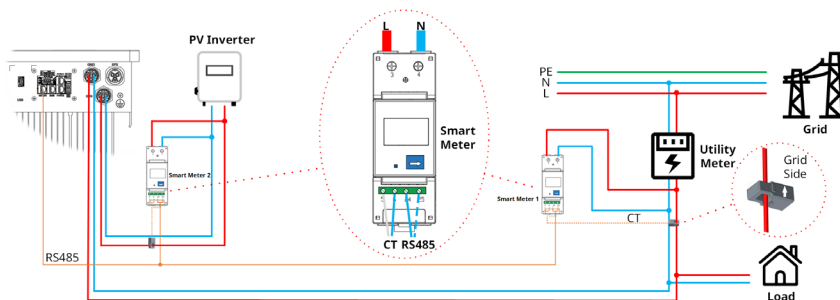 PV Inverter
L
N
3
4
Smart
Meter
CT RS485
Smart Meter 2
Smart Meter 1
RS485
PE
N
L
Grid
Utility
Meter
Grid
Side
CT
Load